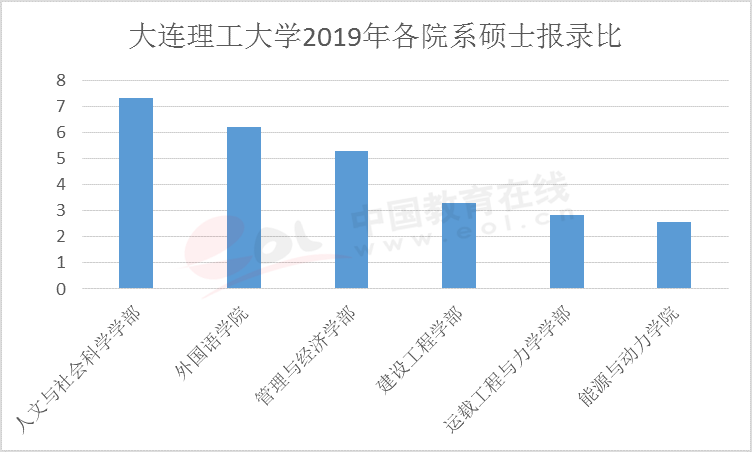 大连理工大学2019年各院系硕士报录比
8
7
6
5
4
3
2
1
0
eol 中国教育在线
www.eol.cn
人文与社会科学学部
外国语学院
管理与经济学部
建设工程学部
运载工程与力学学部
能源与动力学院